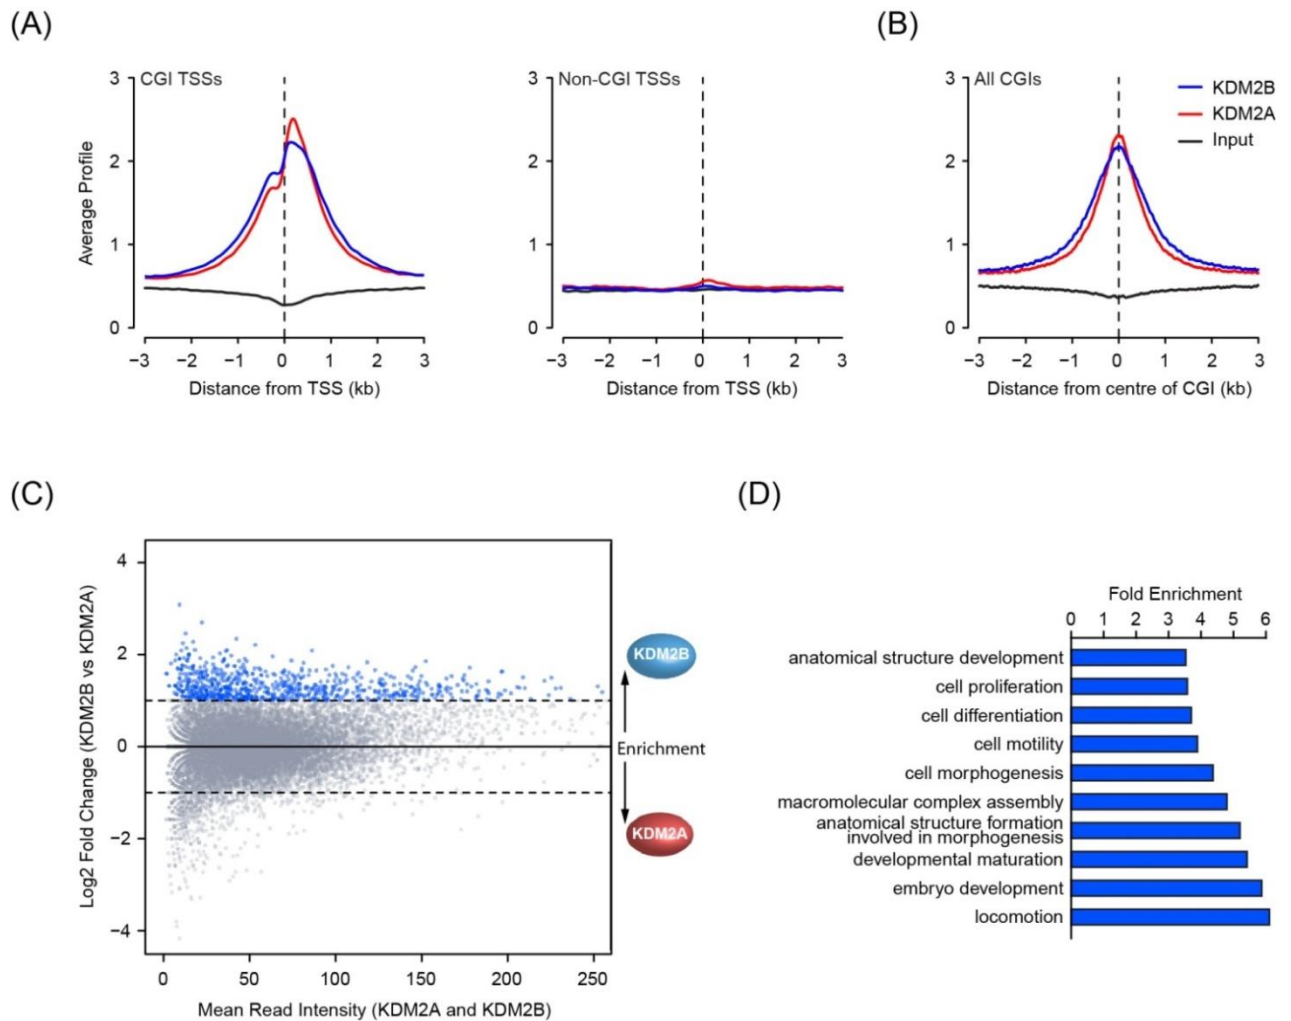 (A)
(B)
3
CGI TSSs
2
1
0
Average Profile
−3 −2 −1 0 1 2 3
Distance from TSS (kb)
3
Non-CGI TSSs
2
1
0
−3 −2 −1 0 1 2 3
Distance from TSS (kb)
3
All CGIs
2
1
0
−3 −2 −1 0 1 2 3
Distance from centre of CGI (kb)
KDM2B
KDM2A
Input
(C)
4
2
0
−2
−4
Log2 Fold Change (KDM2B vs KDM2A)
0 50 100 150 200 250
Mean Read Intensity (KDM2A and KDM2B)
KDM2B
Enrichment
KDM2A
(D)
Fold Enrichment
0 1 2 3 4 5 6
anatomical structure development
cell proliferation
cell differentiation
cell motility
cell morphogenesis
macromolecular complex assembly
anatomical structure formation
involved in morphogenesis
developmental maturation
embryo development
locomotion